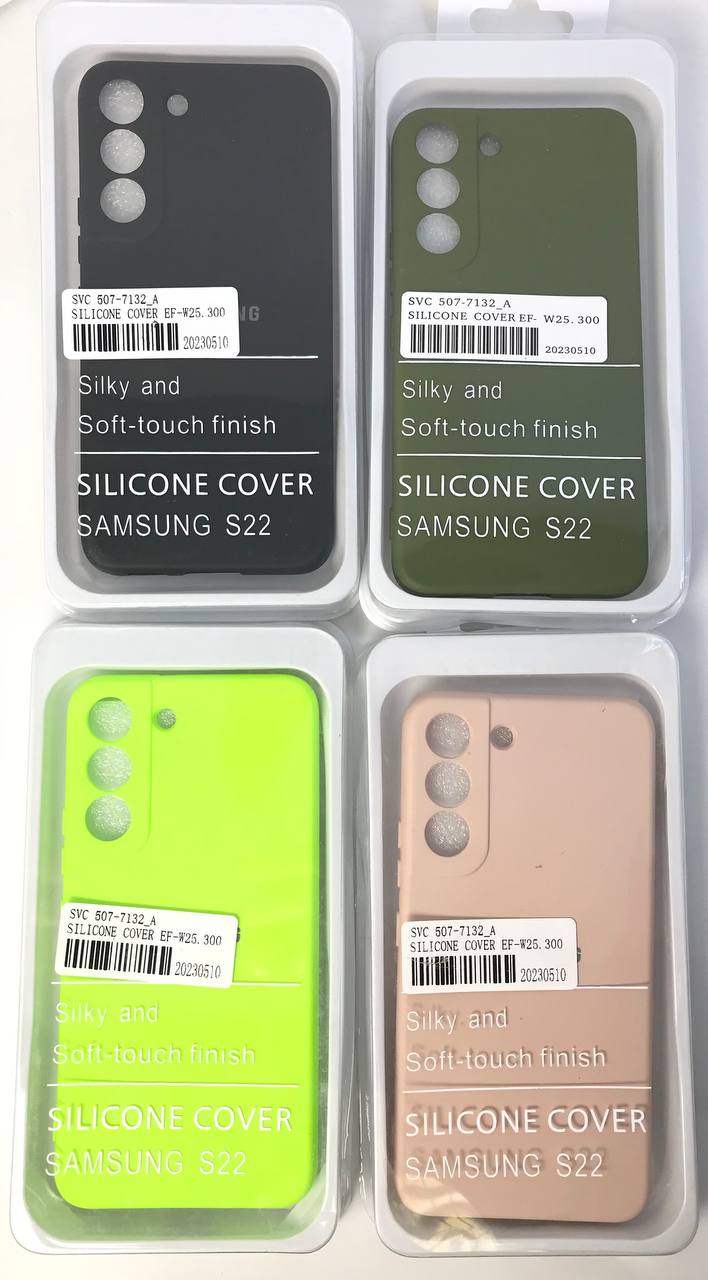 SVC 507-7132_A
SILICONE COVER EF-W25.300
20230510
NG
Silky and
Soft-touch finish
SILICONE COVER
SAMSUNG S22
SVC 507-7132_A
SILICONE COVER EF- W25.300
20230510
Silky and
Soft-touch finish
SILICONE COVER
SAMSUNG S22
SVC 507-7132_A
SILICONE COVER EF-W25.300
20230510
Silky and
Soft-touch finish
SILICONE COVER
SAMSUNG S22
SVC 507-7132_A
SILICONE COVER EF-W25.300
20230510
Silky and
Soft-touch finish
SILICONE COVER
SAMSUNG S22